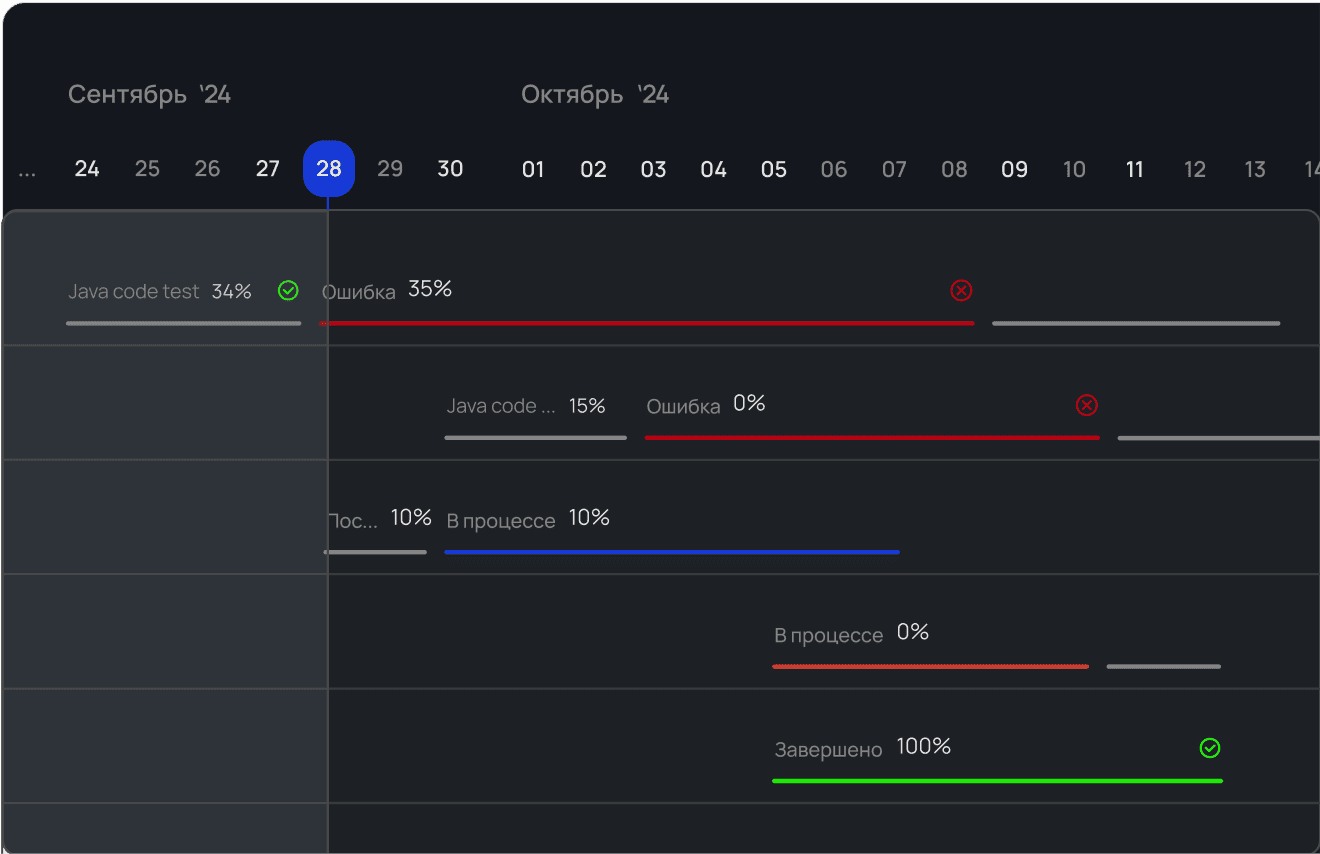 Сентябрь ‘24 Октябрь ‘24
... 24 25 26 27 28 29 30 01 02 03 04 05 06 07 08 09 10 11 12 13 14
Java code test 34% Ошибка 35%
Java code ... 15% Ошибка 0%
Пос... 10% В процессе 10%
В процессе 0%
Завершено 100%